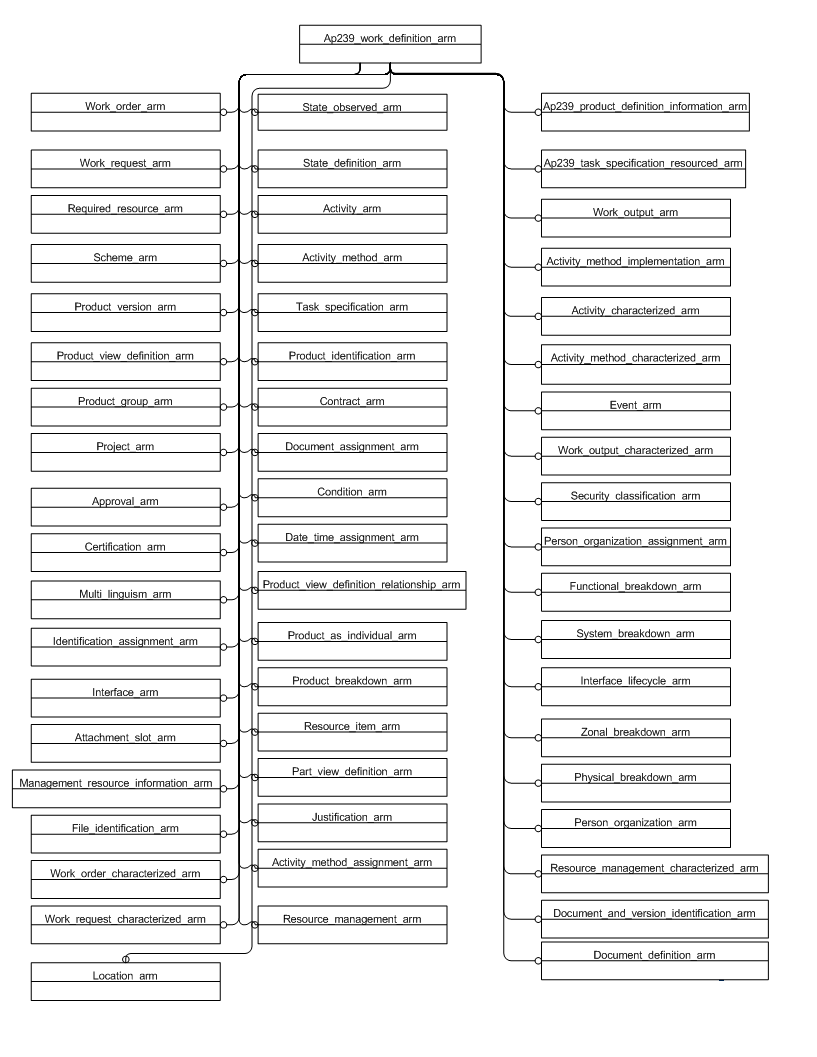 Ap239_work_definition_arm
Work_order_arm
Work_request_arm
Required_resource_arm
Scheme_arm
Product_version_arm
Product_view_definition_arm
Product_group_arm
Project_arm
Approval_arm
Certification_arm
Multi_linguism_arm
Identification_assignment_arm
Interface_arm
Attachment_slot_arm
Management_resource_information_arm
File_identification_arm
Work_order_characterized_arm
Work_request_characterized_arm
Location_arm
State_observed_arm
State_definition_arm
Activity_arm
Activity_method_arm
Task_specification_arm
Product_identification_arm
Contract_arm
Document_assignment_arm
Condition_arm
Date_time_assignment_arm
Product_view_definition_relationship_arm
Product_as_individual_arm
Product_breakdown_arm
Resource_item_arm
Part_view_definition_arm
Justification_arm
Activity_method_assignment_arm
Resource_management_arm
Ap239_product_definition_information_arm
Ap239_task_specification_resourced_arm
Work_output_arm
Activity_method_implementation_arm
Activity_characterized_arm
Activity_method_characterized_arm
Event_arm
Work_output_characterized_arm
Security_classification_arm
Person_organization_assignment_arm
Functional_breakdown_arm
System_breakdown_arm
Interface_lifecycle_arm
Zonal_breakdown_arm
Physical_breakdown_arm
Person_organization_arm
Resource_management_characterized_arm
Document_and_version_identification_arm
Document_definition_arm